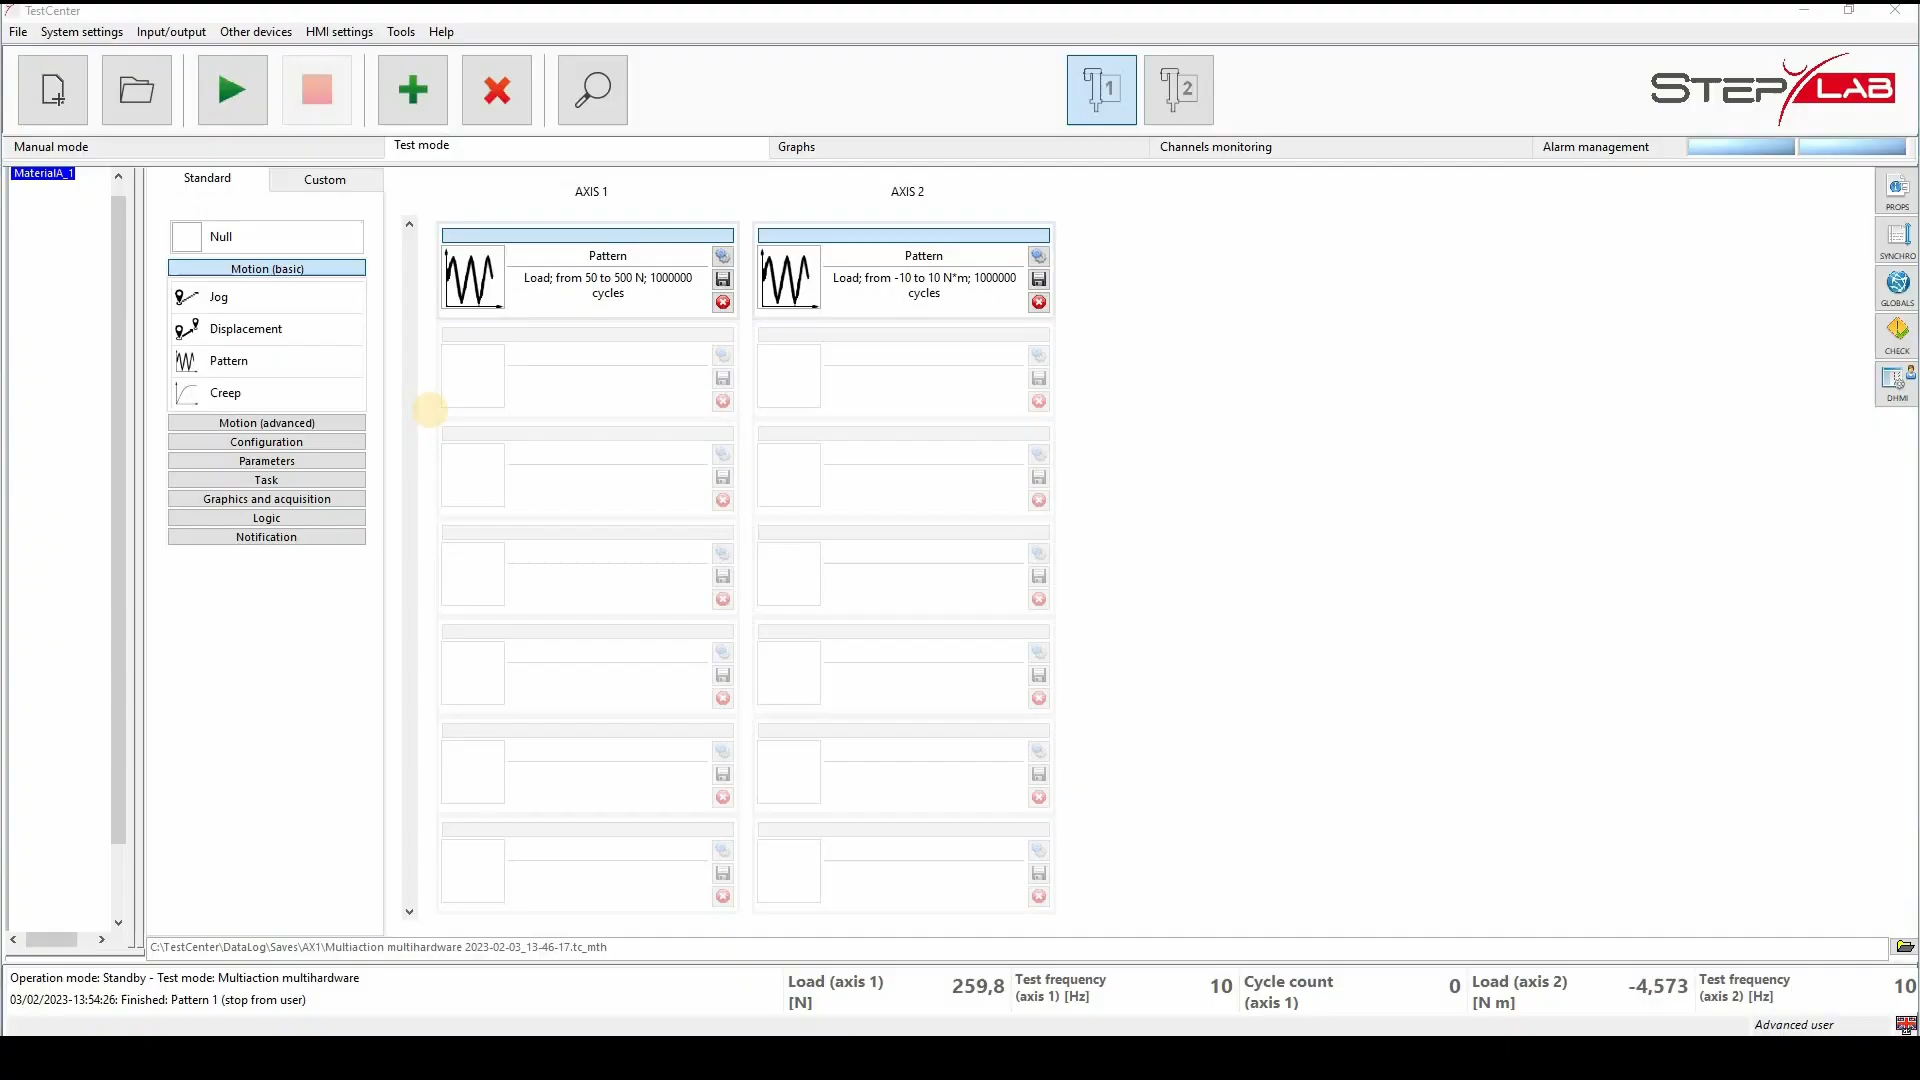 TestCenter
File System settings Input/output Other devices HMI settings Tools Help
1 2
STEP LAB
Manual mode Test mode Graphs Channels monitoring Alarm management
MaterialA_1
Standard Custom
AXIS 1 AXIS 2
Null
Motion (basic)
Jog
Displacement
Pattern
Creep
Motion (advanced)
Configuration
Parameters
Task
Graphics and acquisition
Logic
Notification
Pattern
Load; from 50 to 500 N; 1000000
cycles
Pattern
Load; from -10 to 10 N*m; 1000000
cycles
PROPS
SYNCHRO
GLOBALS
CHECK
DHMI
C:\TestCenter\DataLog\Saves\AX1\Multiaction multihardware 2023-02-03_13-46-17.tc_mth
Operation mode: Standby - Test mode: Multiaction multihardware
03/02/2023-13:54:26: Finished: Pattern 1 (stop from user)
Load (axis 1)
[N]
259,8
Test frequency
(axis 1) [Hz]
10
Cycle count
(axis 1)
0
Load (axis 2)
[N m]
-4,573
Test frequency
(axis 2) [Hz]
10
Advanced user